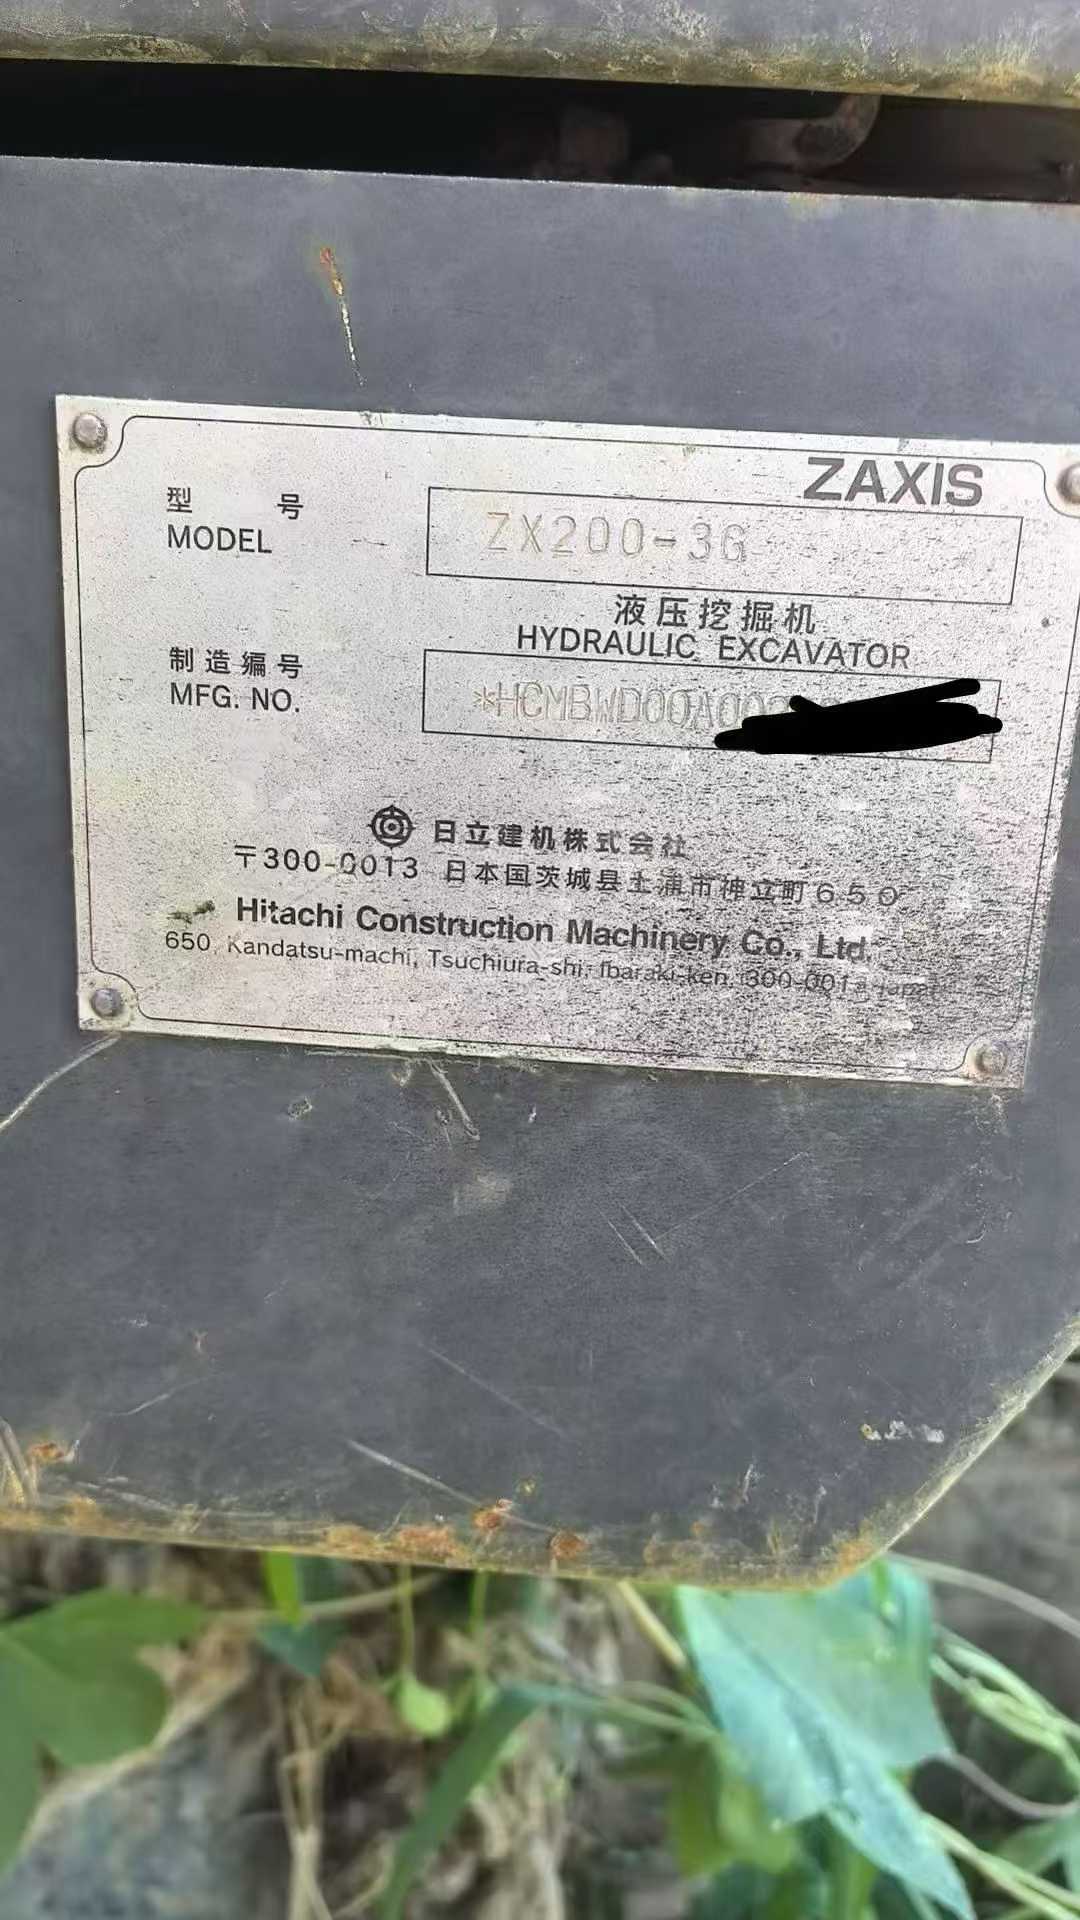 ZAXIS
型 号 ZX200-3G
MODEL
液压挖掘机
HYDRAULIC EXCAVATOR
制造编号
MFG. NO. *HCMBWD00A00
日立建机株式会社
〒300-0013 日本国茨城县土浦市神立町650
Hitachi Construction Machinery Co., Ltd.
650, Kandatsu-machi, Tsuchiura-shi, Ibaraki-ken, 300-001 Japan